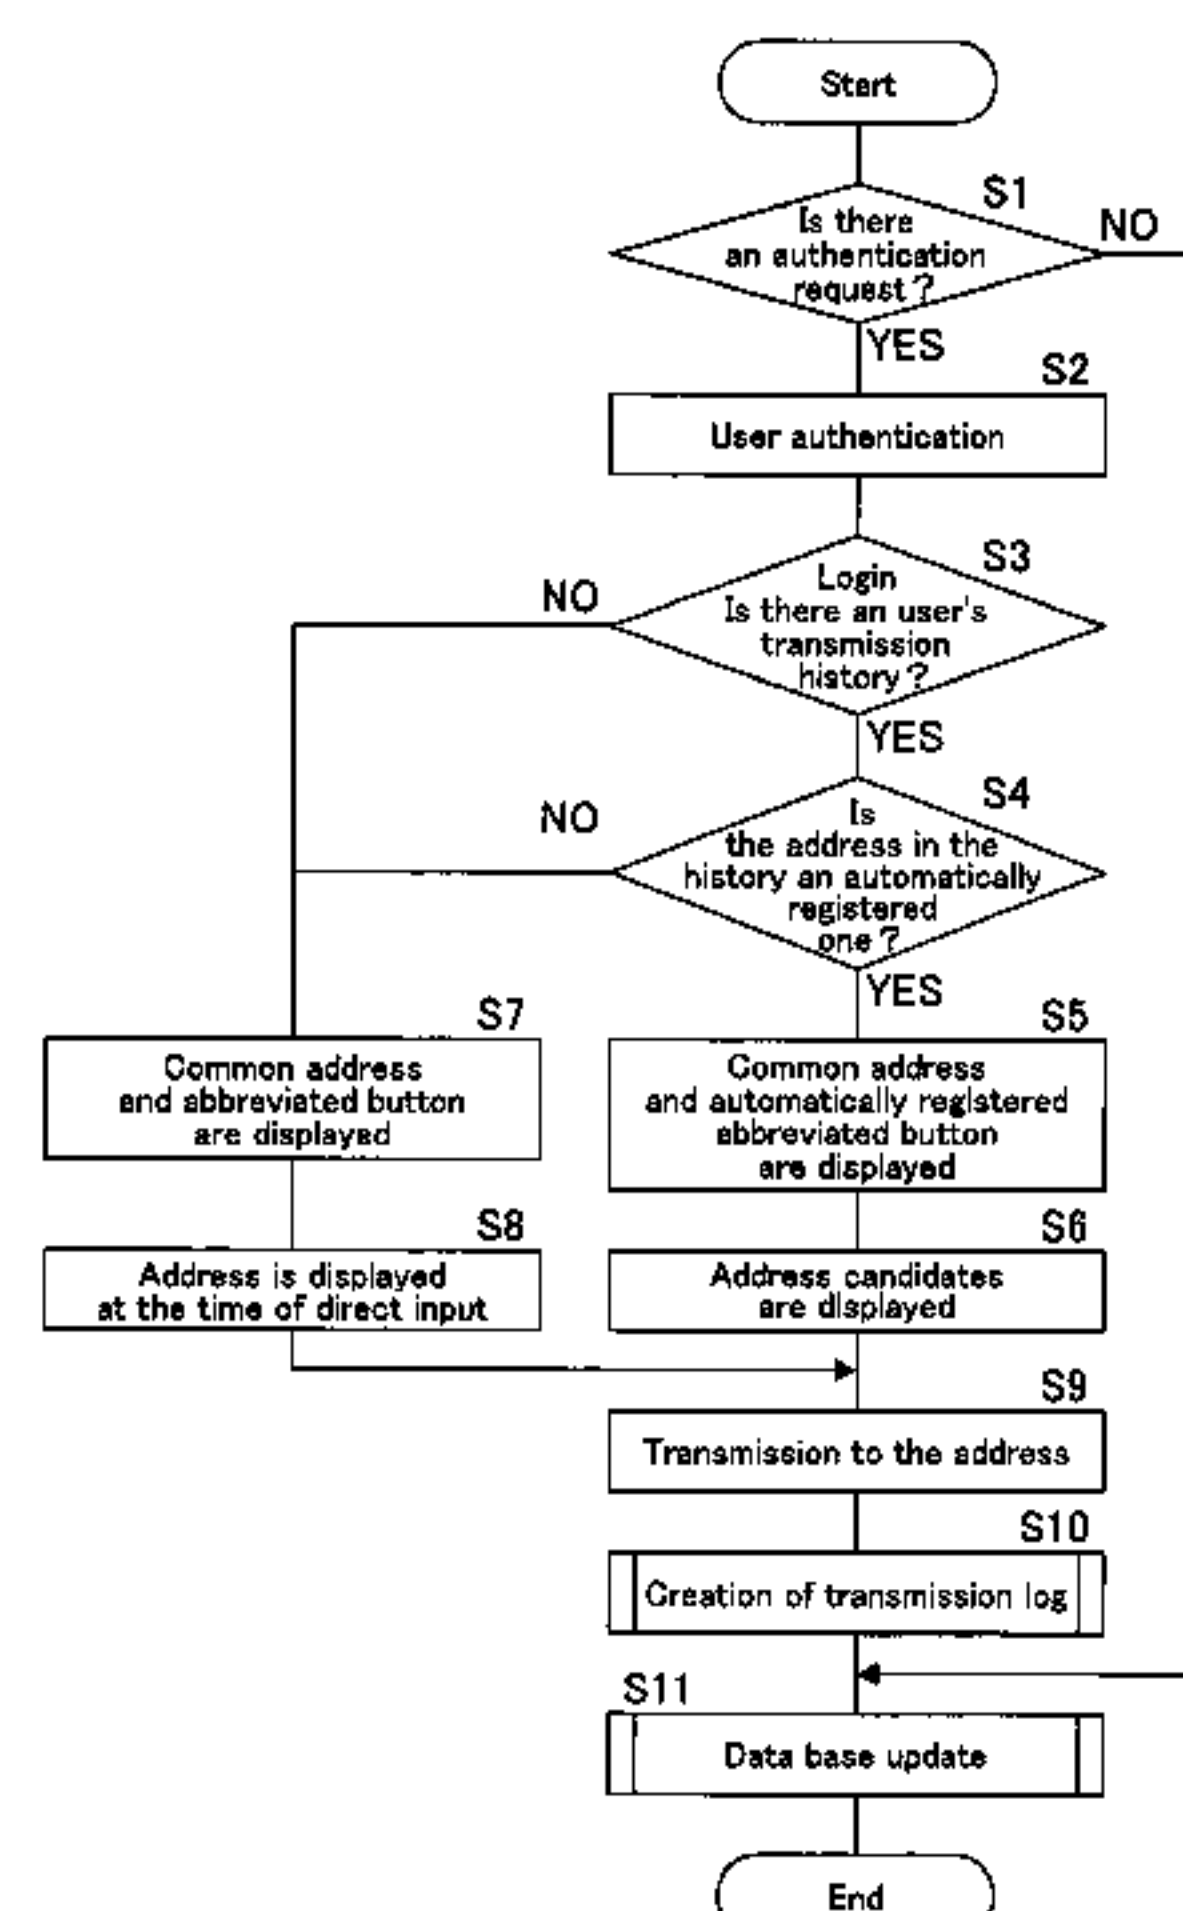 Start
S1
Is there
an authentication
request?
NO
YES
S2
User authentication
S3
Login
Is there an user's
transmission
history?
NO
YES
S4
Is
the address in the
history an automatically
registered
one?
NO
YES
S7
Common address
and abbreviated button
are displayed
S5
Common address
and automatically registered
abbreviated button
are displayed
S8
Address is displayed
at the time of direct input
S6
Address candidates
are displayed
S9
Transmission to the address
S10
Creation of transmission log
S11
Data base update
End